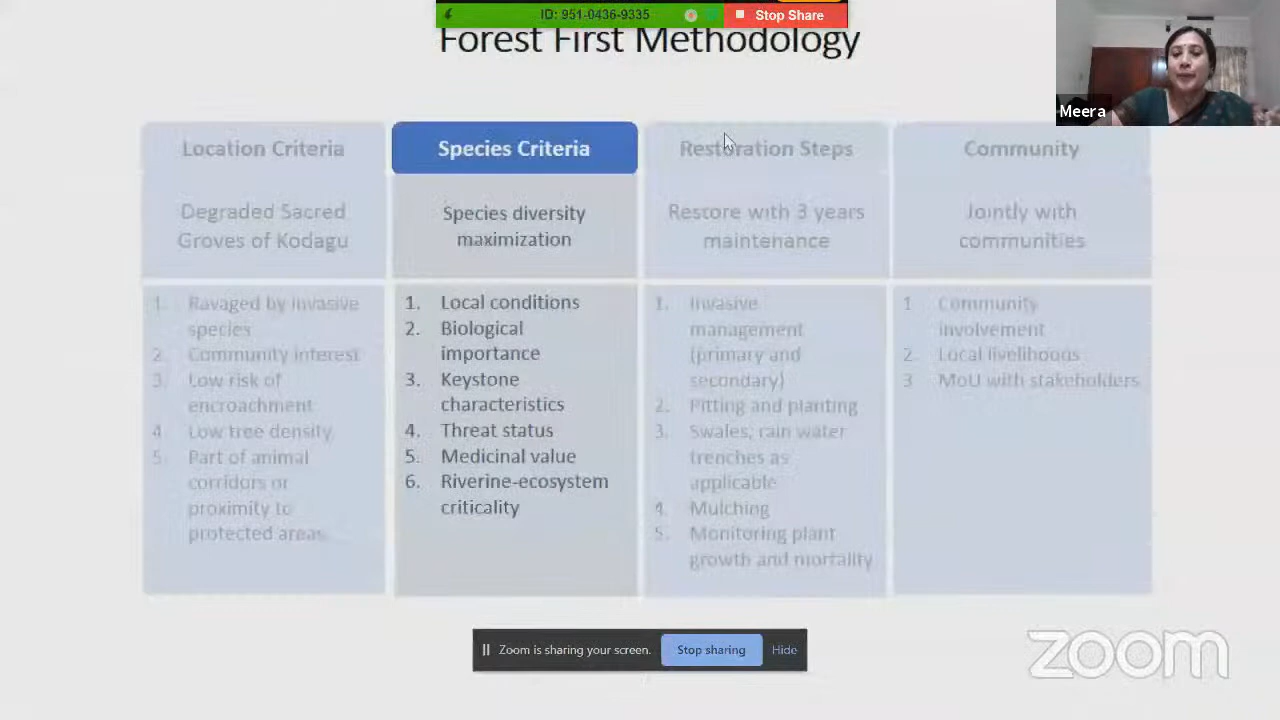 ID: 951-0436-9335
Stop Share
Forest First Methodology
Meera
Location Criteria
Degraded Sacred
Groves of Kodagu
1. Ravaged by invasive
species
2. Community interest
3. Low risk of
encroachment
4. Low tree density
5. Part of animal
corridors or
proximity to
protected areas
Species Criteria
Species diversity
maximization
1. Local conditions
2. Biological
importance
3. Keystone
characteristics
4. Threat status
5. Medicinal value
6. Riverine-ecosystem
criticality
Restoration Steps
Restore with 3 years
maintenance
1. Invasive
management
(primary and
secondary)
2. Pitting and planting
3. Swales, rain water
trenches as
applicable
4. Mulching
5. Monitoring plant
growth and mortality
Community
Jointly with
communities
1 Community
involvement
2 Local livelihoods
3 MoU with stakeholders
Zoom is sharing your screen.
Stop sharing
Hide
zoom